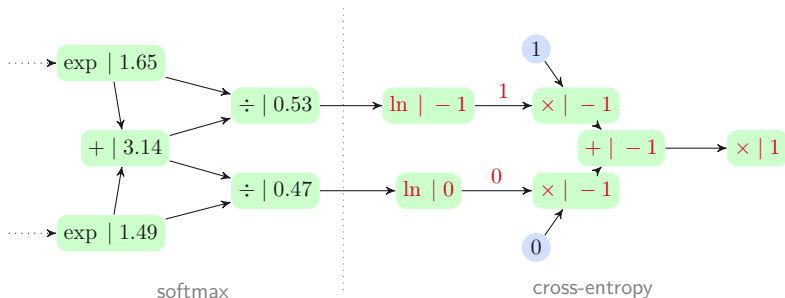 1
exp | 1.65
1
÷ | 0.53
ln | −1
× | −1
+ | 3.14
+ | −1
× | 1
0
÷ | 0.47
ln | 0
× | −1
exp | 1.49
0
softmax
cross-entropy